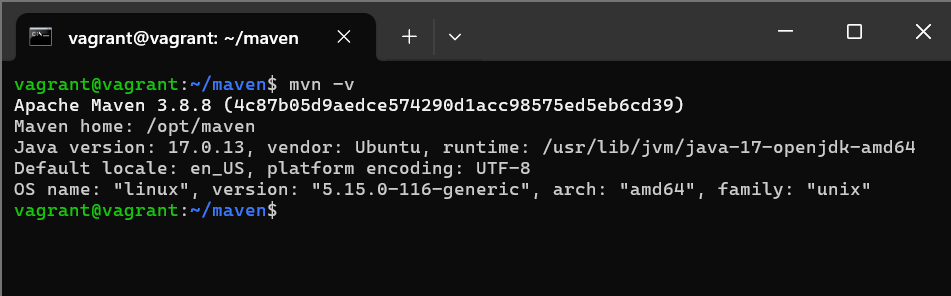 vagrant@vagrant: ~/maven
vagrant@vagrant:~/maven$ mvn -v
Apache Maven 3.8.8 (4c87b05d9aedce574290d1acc98575ed5eb6cd39)
Maven home: /opt/maven
Java version: 17.0.13, vendor: Ubuntu, runtime: /usr/lib/jvm/java-17-openjdk-amd64
Default locale: en_US, platform encoding: UTF-8
OS name: "linux", version: "5.15.0-116-generic", arch: "amd64", family: "unix"
vagrant@vagrant:~/maven$